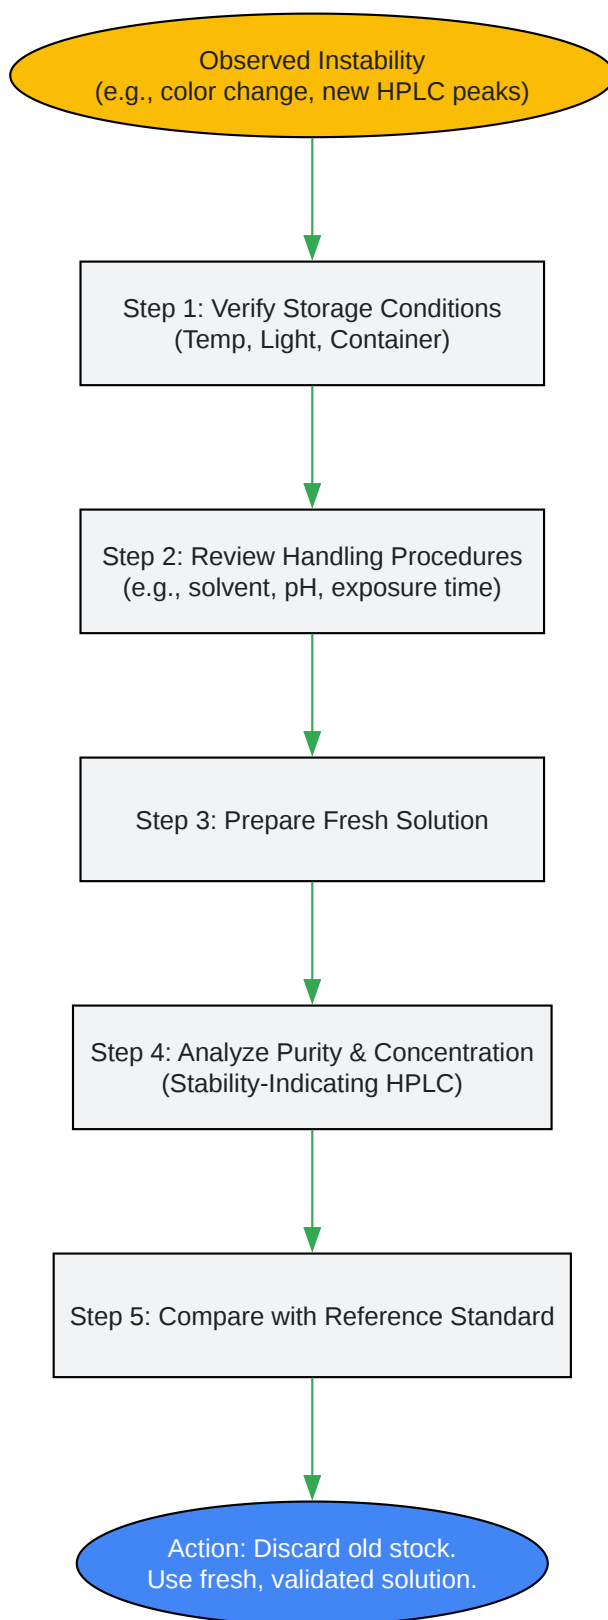 Observed Instability
(e.g., color change, new HPLC peaks)
Step 1: Verify Storage Conditions
(Temp, Light, Container)
Step 2: Review Handling Procedures
(e.g., solvent, pH, exposure time)
Step 3: Prepare Fresh Solution
Step 4: Analyze Purity & Concentration
(Stability-Indicating HPLC)
Step 5: Compare with Reference Standard
Action: Discard old stock.
Use fresh, validated solution.